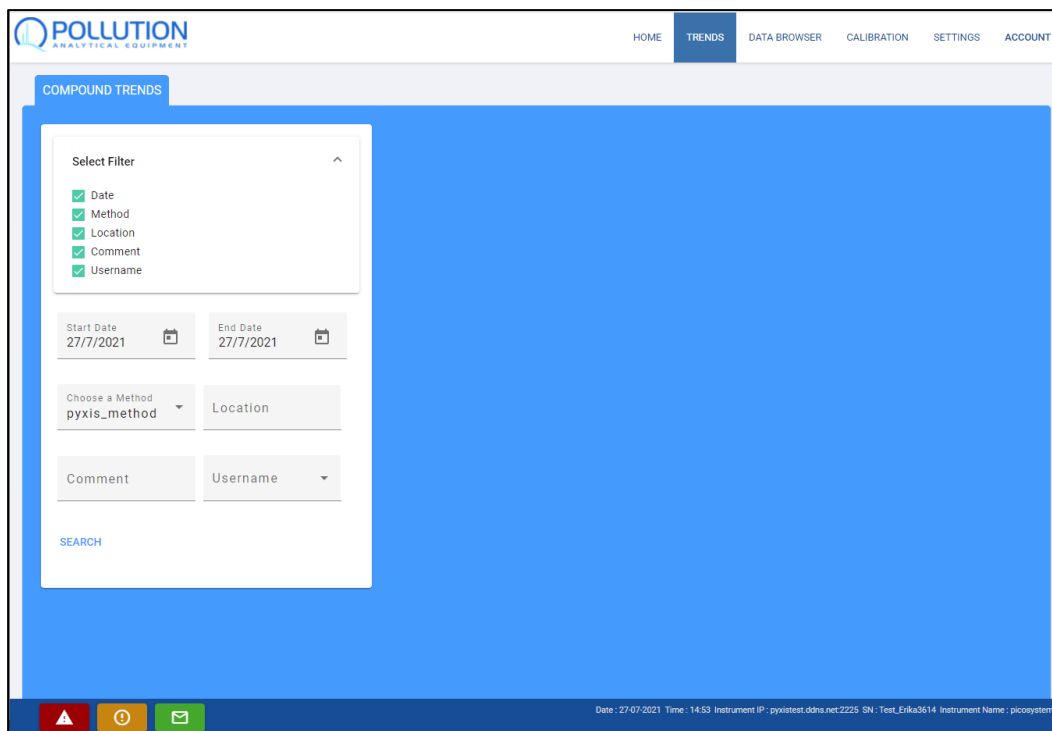 POLLUTION
ANALYTICAL EQUIPMENT
HOME TRENDS DATA BROWSER CALIBRATION SETTINGS ACCOUNT
COMPOUND TRENDS
Select Filter
Date
Method
Location
Comment
Username
Start Date End Date
27/7/2021 27/7/2021
Choose a Method
pyxis_method Location
Comment Username
SEARCH
Date : 27-07-2021 Time : 14:53 Instrument IP : pyxistest.ddns.net:2225 SN : Test_Erika3614 Instrument Name : picosystem